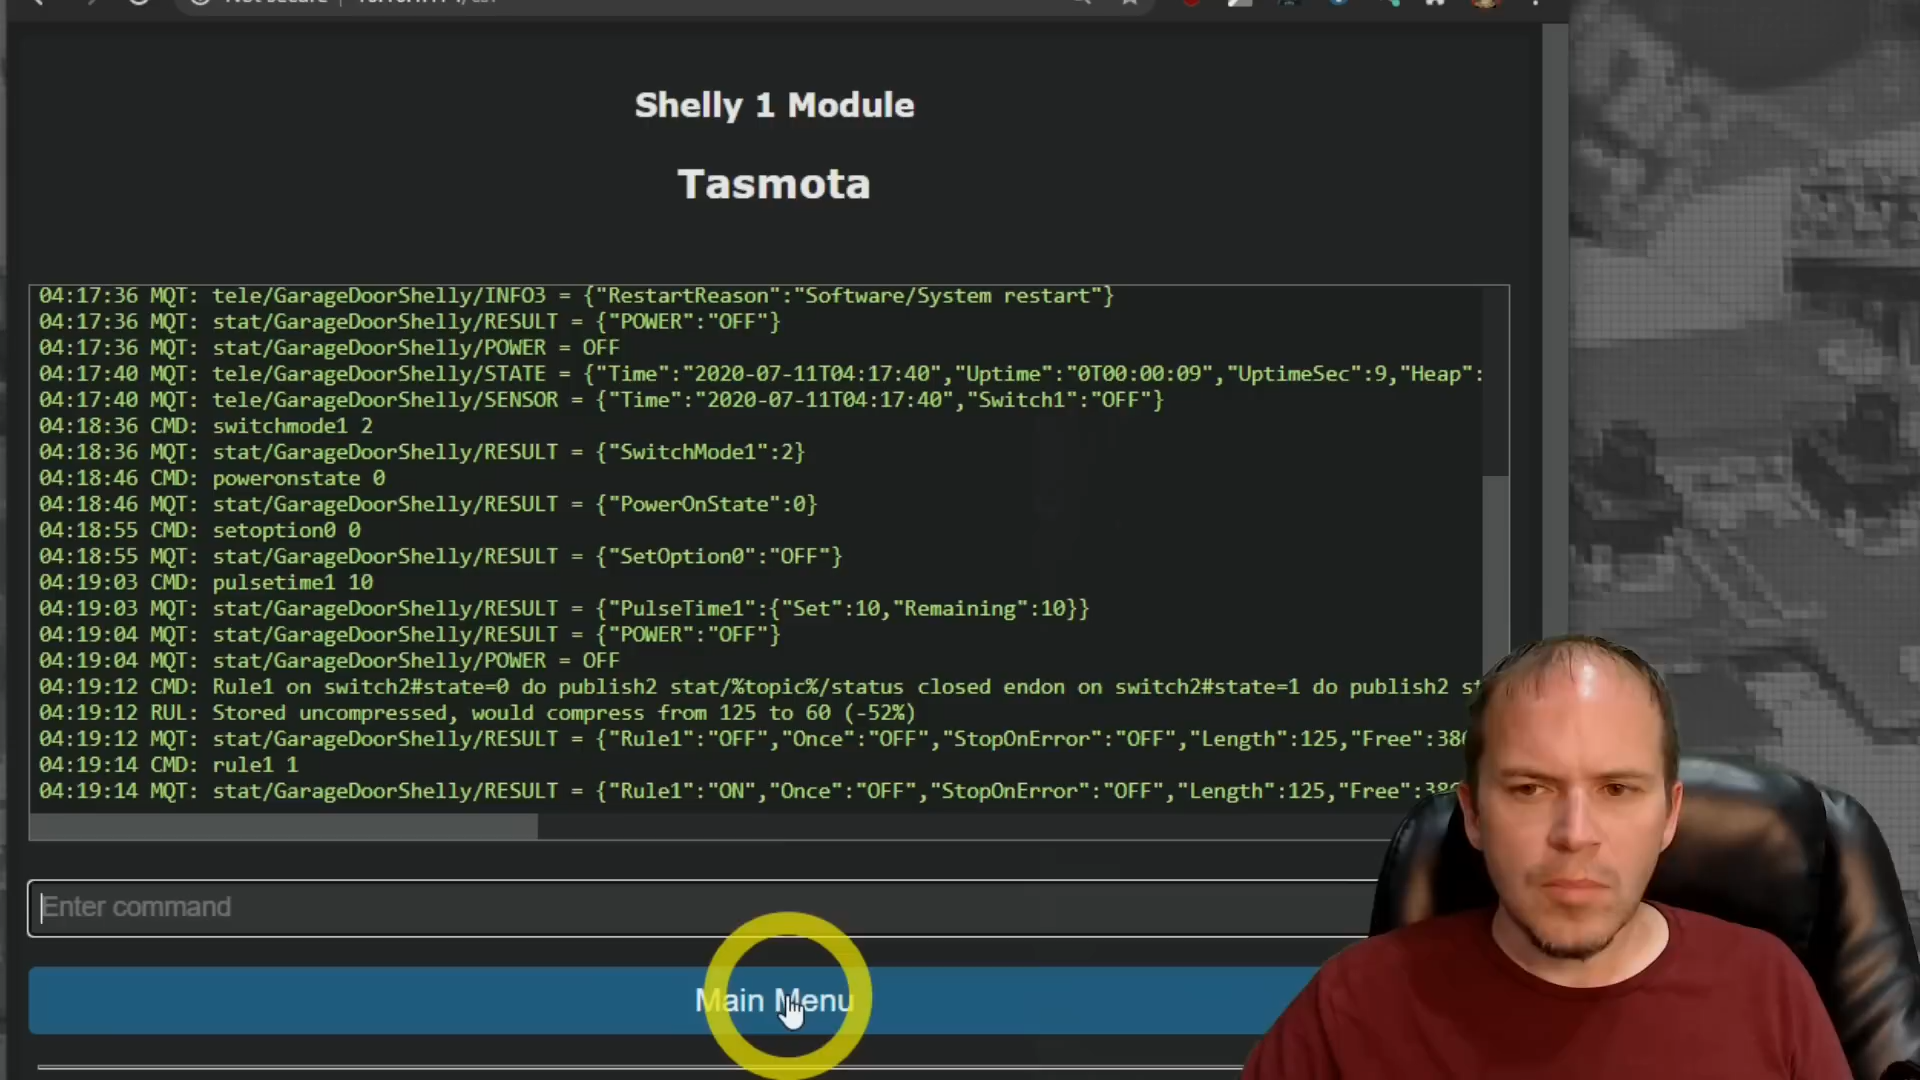 Not secure
Shelly 1 Module
Tasmota
04:17:36 MQT: tele/GarageDoorShelly/INFO3 = {"RestartReason":"Software/System restart"}
04:17:36 MQT: stat/GarageDoorShelly/RESULT = {"POWER":"OFF"}
04:17:36 MQT: stat/GarageDoorShelly/POWER = OFF
04:17:40 MQT: tele/GarageDoorShelly/STATE = {"Time":"2020-07-11T04:17:40","Uptime":"0T00:00:09","UptimeSec":9,"Heap":
04:17:40 MQT: tele/GarageDoorShelly/SENSOR = {"Time":"2020-07-11T04:17:40","Switch1":"OFF"}
04:18:36 CMD: switchmode1 2
04:18:36 MQT: stat/GarageDoorShelly/RESULT = {"SwitchMode1":2}
04:18:46 CMD: poweronstate 0
04:18:46 MQT: stat/GarageDoorShelly/RESULT = {"PowerOnState":0}
04:18:55 CMD: setoption0 0
04:18:55 MQT: stat/GarageDoorShelly/RESULT = {"SetOption0":"OFF"}
04:19:03 CMD: pulsetime1 10
04:19:03 MQT: stat/GarageDoorShelly/RESULT = {"PulseTime1":{"Set":10,"Remaining":10}}
04:19:04 MQT: stat/GarageDoorShelly/RESULT = {"POWER":"OFF"}
04:19:04 MQT: stat/GarageDoorShelly/POWER = OFF
04:19:12 CMD: Rule1 on switch2#state=0 do publish2 stat/%topic%/status closed endon on switch2#state=1 do publish2 st
04:19:12 RUL: Stored uncompressed, would compress from 125 to 60 (-52%)
04:19:12 MQT: stat/GarageDoorShelly/RESULT = {"Rule1":"OFF","Once":"OFF","StopOnError":"OFF","Length":125,"Free":386
04:19:14 CMD: rule1 1
04:19:14 MQT: stat/GarageDoorShelly/RESULT = {"Rule1":"ON","Once":"OFF","StopOnError":"OFF","Length":125,"Free":386
Enter command
Main Menu